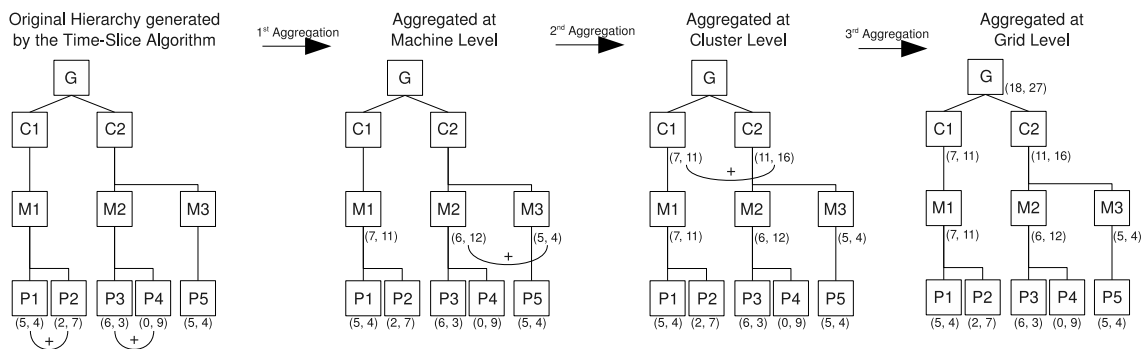 Original Hierarchy generated
by the Time-Slice Algorithm
1st Aggregation
Aggregated at
Machine Level
2nd Aggregation
Aggregated at
Cluster Level
3rd Aggregation
Aggregated at
Grid Level
G
C1 C2
M1 M2 M3
P1 P2 P3 P4 P5
(5, 4) (2, 7) (6, 3) (0, 9) (5, 4)
+ +
G
C1 C2
M1 M2 M3
(7, 11) (6, 12) (5, 4)
+
P1 P2 P3 P4 P5
(5, 4) (2, 7) (6, 3) (0, 9) (5, 4)
G
C1 C2
(7, 11) (11, 16)
+
M1 M2 M3
(7, 11) (6, 12) (5, 4)
P1 P2 P3 P4 P5
(5, 4) (2, 7) (6, 3) (0, 9) (5, 4)
G
(18, 27)
C1 C2
(7, 11) (11, 16)
M1 M2 M3
(7, 11) (6, 12) (5, 4)
P1 P2 P3 P4 P5
(5, 4) (2, 7) (6, 3) (0, 9) (5, 4)